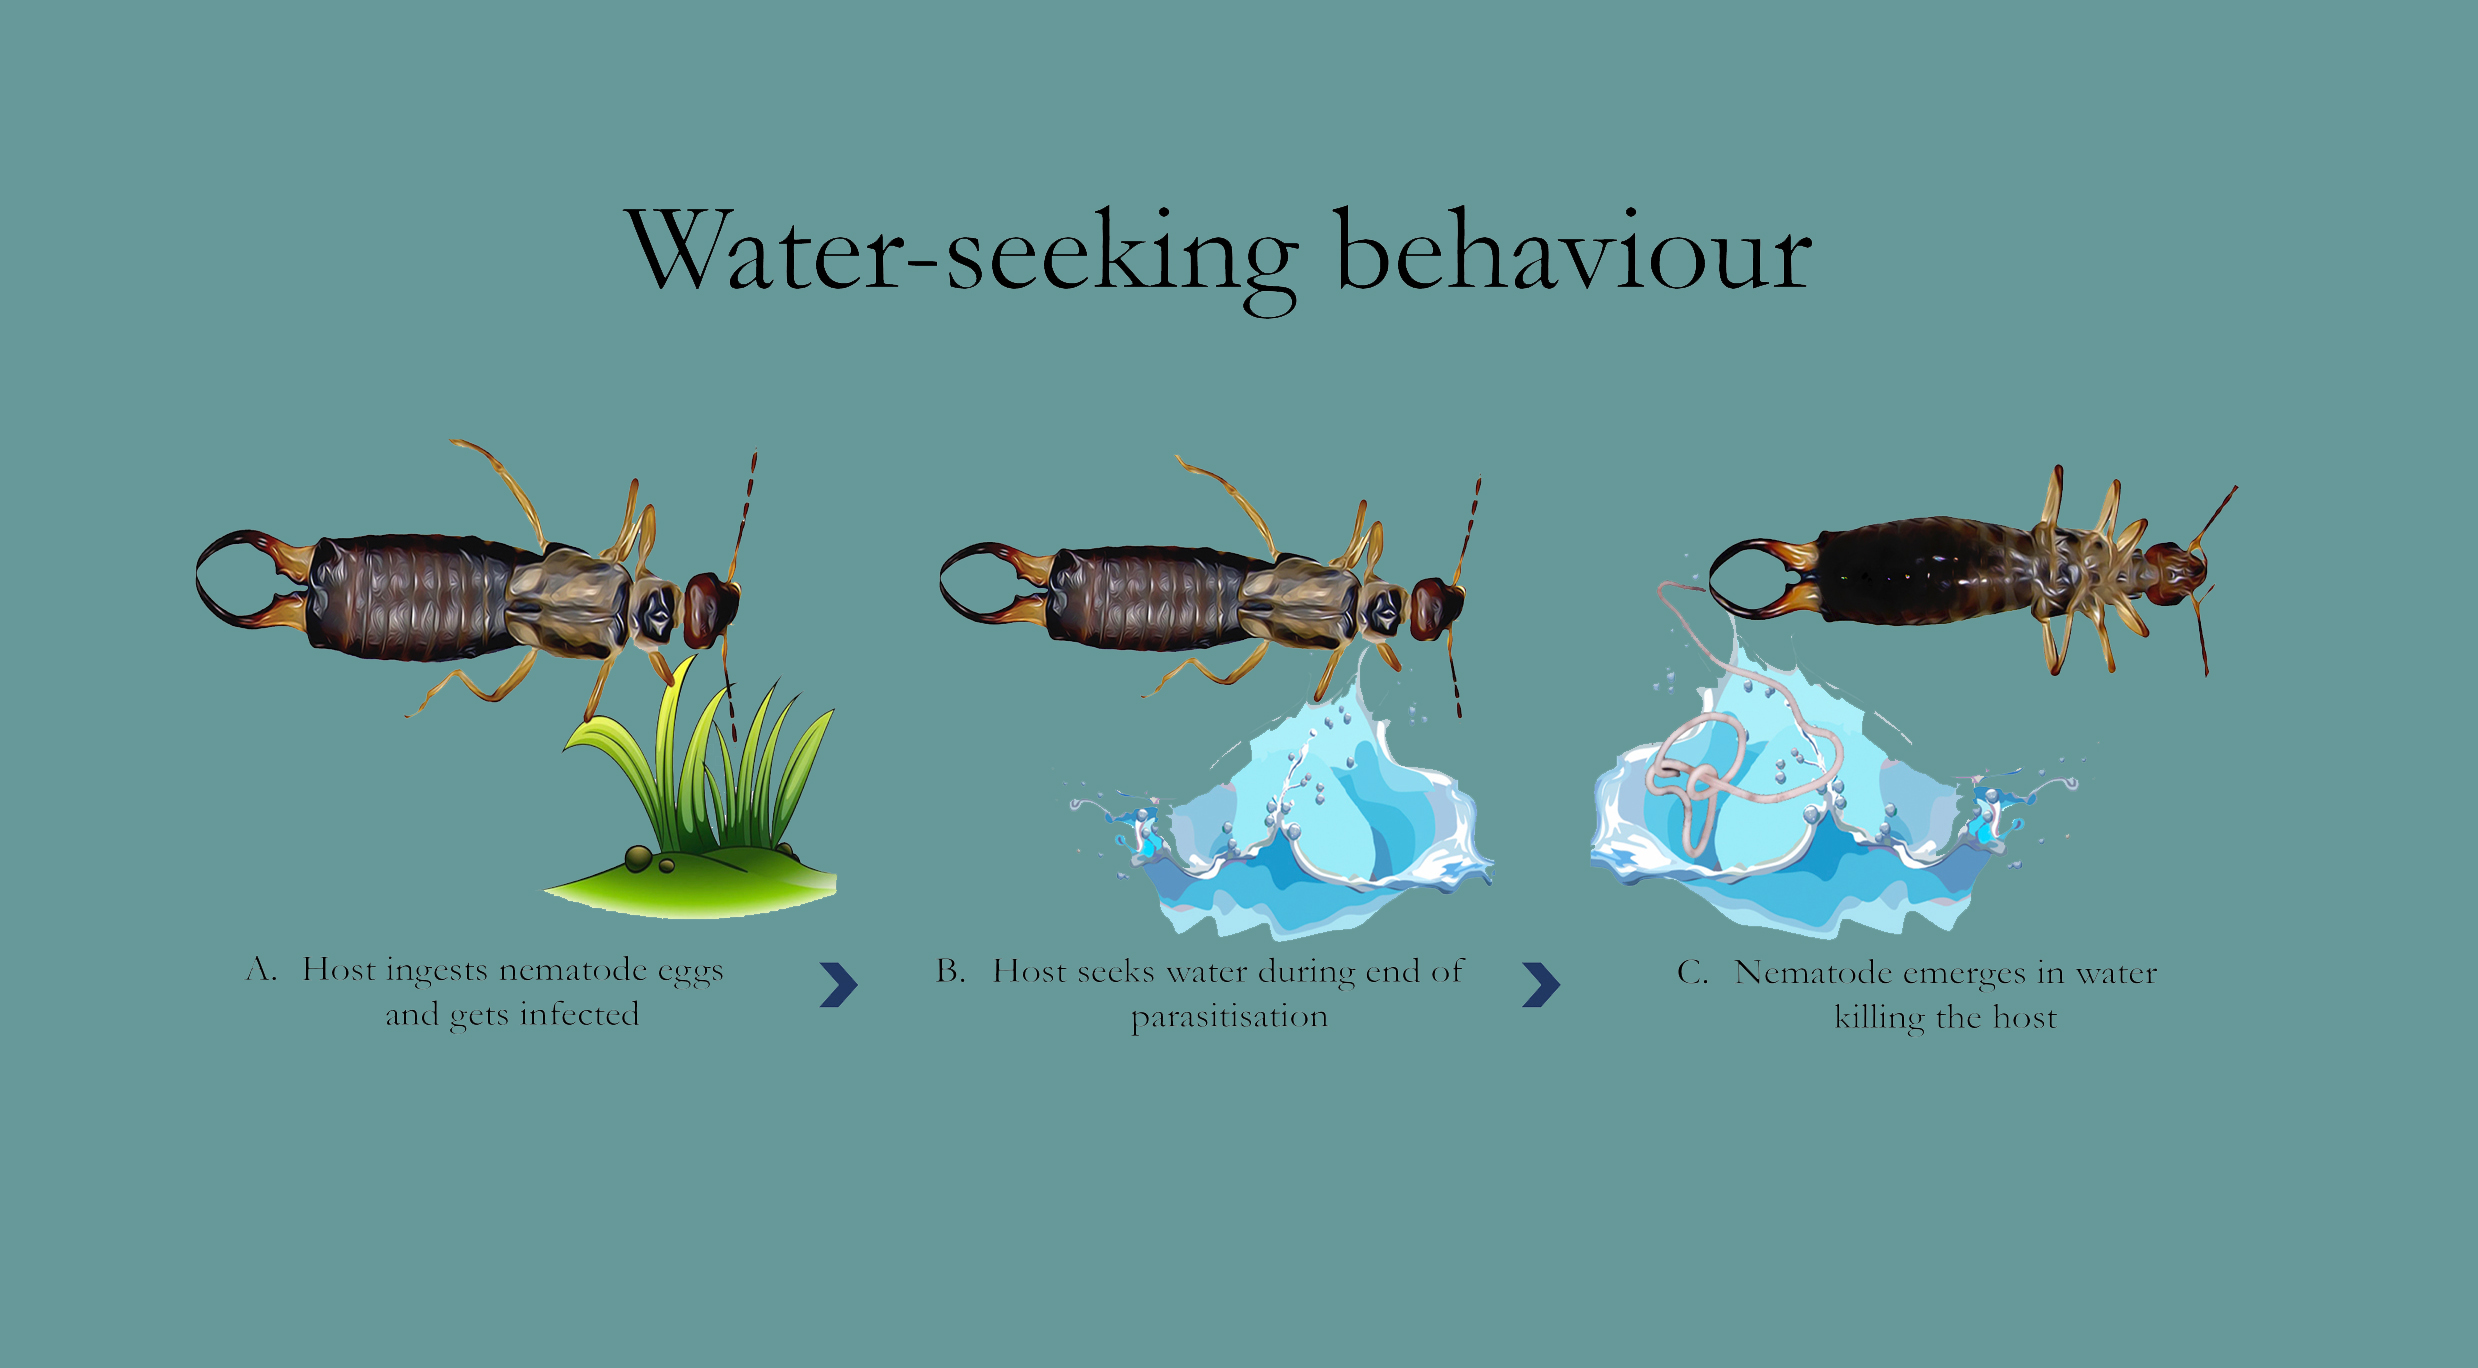 Water-seeking behaviour
A. Host ingests nematode eggs
and gets infected
B. Host seeks water during end of
parasitisation
C. Nematode emerges in water
killing the host